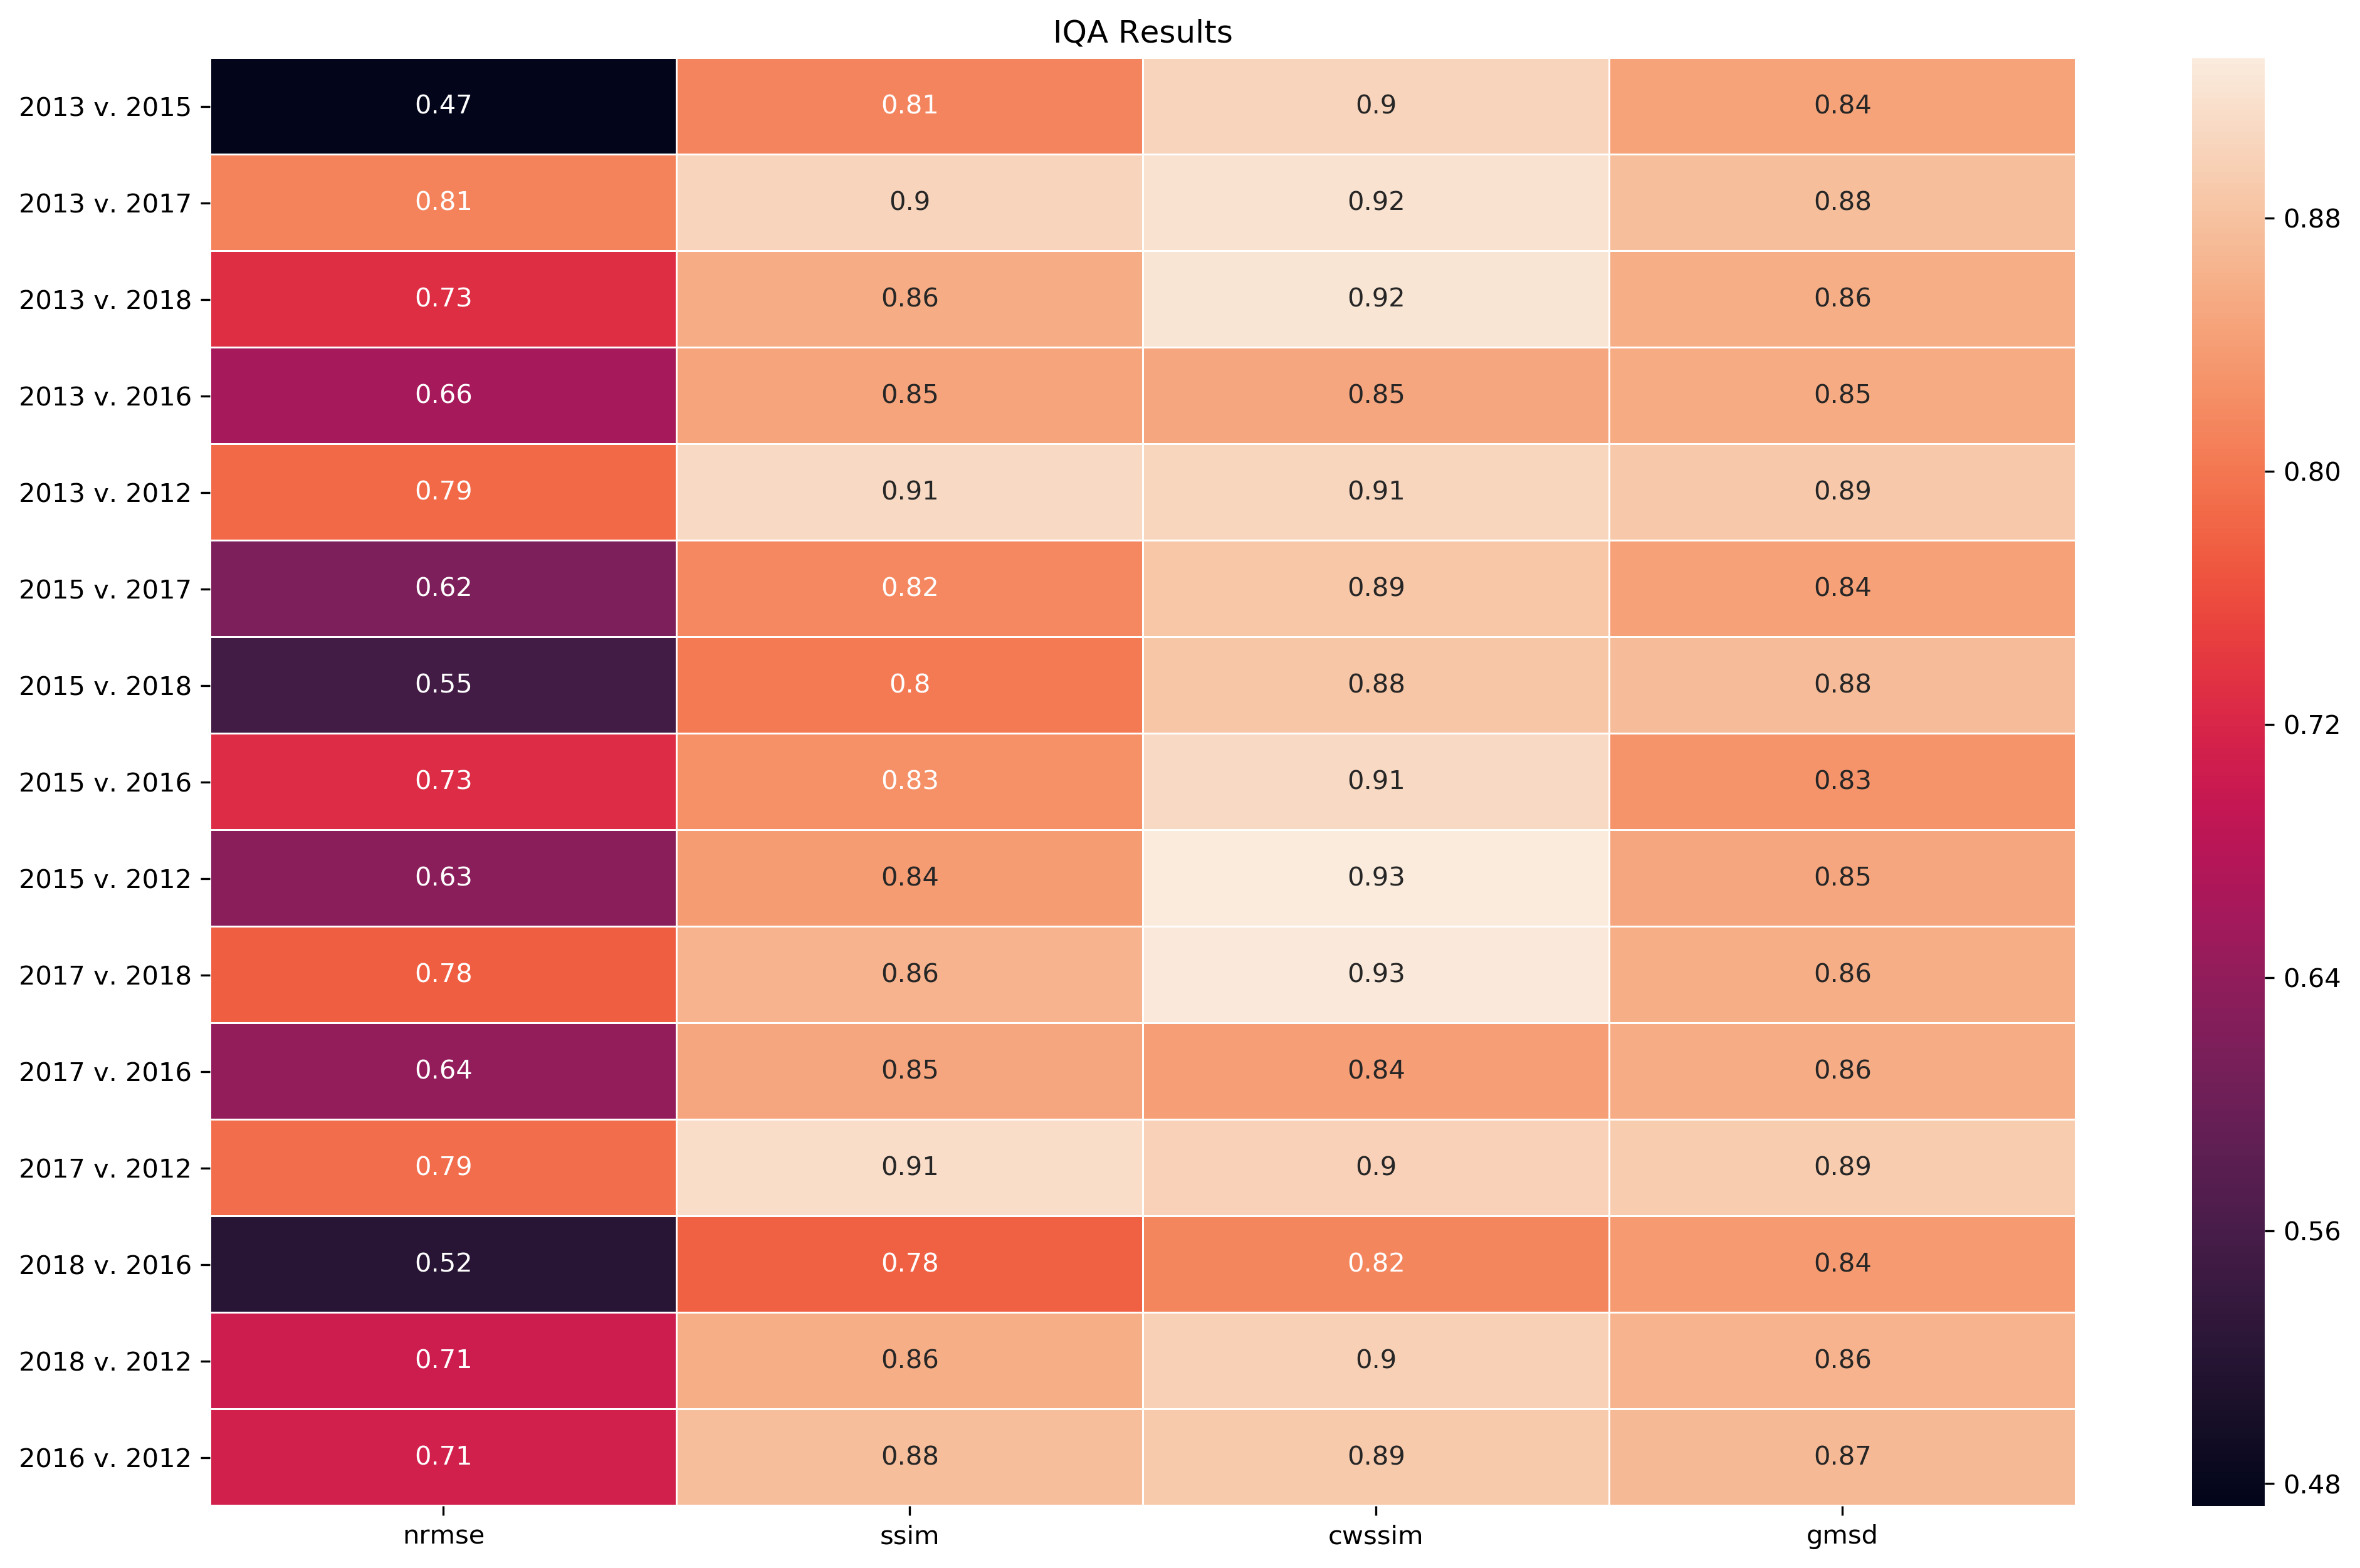 IQA Results
2013 v. 2015 0.47 0.81 0.9 0.84
2013 v. 2017 0.81 0.9 0.92 0.88
2013 v. 2018 0.73 0.86 0.92 0.86
2013 v. 2016 0.66 0.85 0.85 0.85
2013 v. 2012 0.79 0.91 0.91 0.89
2015 v. 2017 0.62 0.82 0.89 0.84
2015 v. 2018 0.55 0.8 0.88 0.88
2015 v. 2016 0.73 0.83 0.91 0.83
2015 v. 2012 0.63 0.84 0.93 0.85
2017 v. 2018 0.78 0.86 0.93 0.86
2017 v. 2016 0.64 0.85 0.84 0.86
2017 v. 2012 0.79 0.91 0.9 0.89
2018 v. 2016 0.52 0.78 0.82 0.84
2018 v. 2012 0.71 0.86 0.9 0.86
2016 v. 2012 0.71 0.88 0.89 0.87
nrmse ssim cwssim gmsd
0.88
0.80
0.72
0.64
0.56
0.48